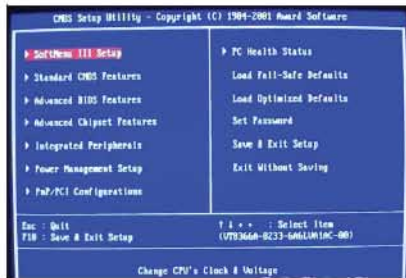 CMOS Setup Utility - Copyright (C) 1984-2001 Award Software
SoftMenu III Setup
Standard CMOS Features
Advanced BIOS Features
Advanced Chipset Features
Integrated Peripherals
Power Management Setup
PnP/PCI Configurations
PC Health Status
Load Fail-Safe Defaults
Load Optimized Defaults
Set Password
Save & Exit Setup
Exit Without Saving
Esc : Quit
F10 : Save & Exit Setup
: Select Item
Change CPU's Clock & Voltage